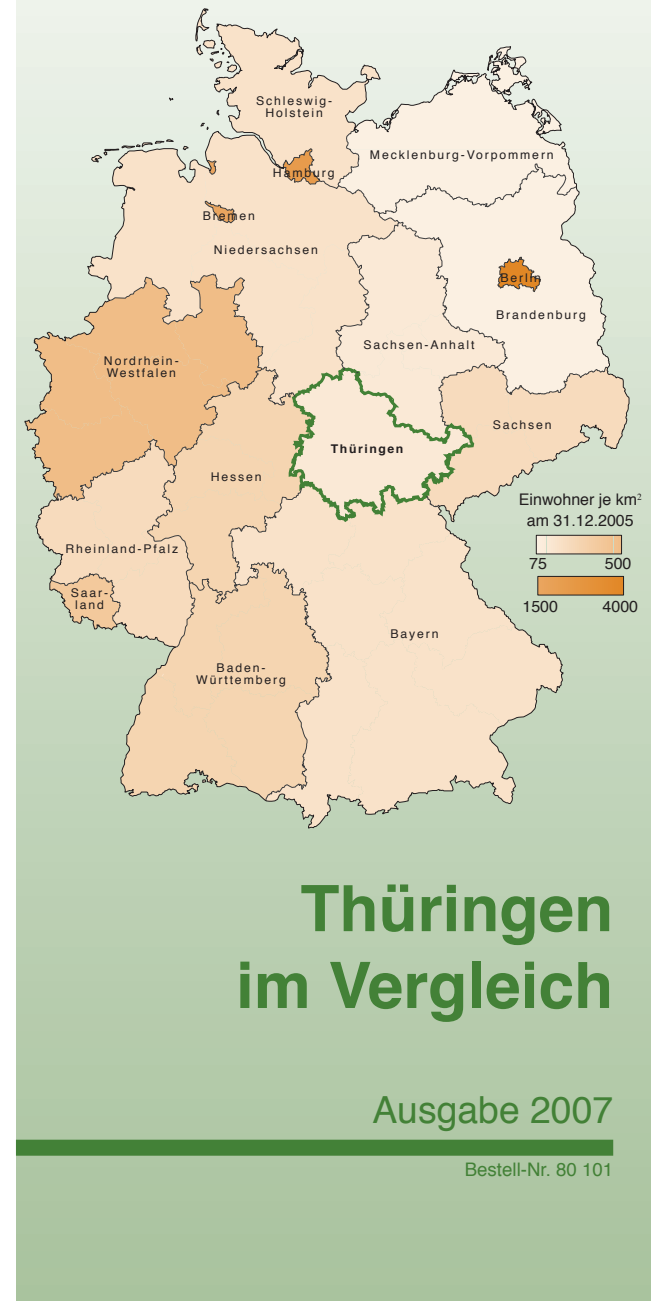 Schleswig-
Holstein
Mecklenburg-Vorpommern
Hamburg
Bremen
Niedersachsen
Berlin
Brandenburg
Sachsen-Anhalt
Nordrhein-
Westfalen
Sachsen
Thüringen
Hessen
Einwohner je km²
am 31.12.2005
75 500
1500 4000
Rheinland-Pfalz
Saar-
land
Bayern
Baden-
Württemberg
Thüringen
im Vergleich
Ausgabe 2007
Bestell-Nr. 80 101